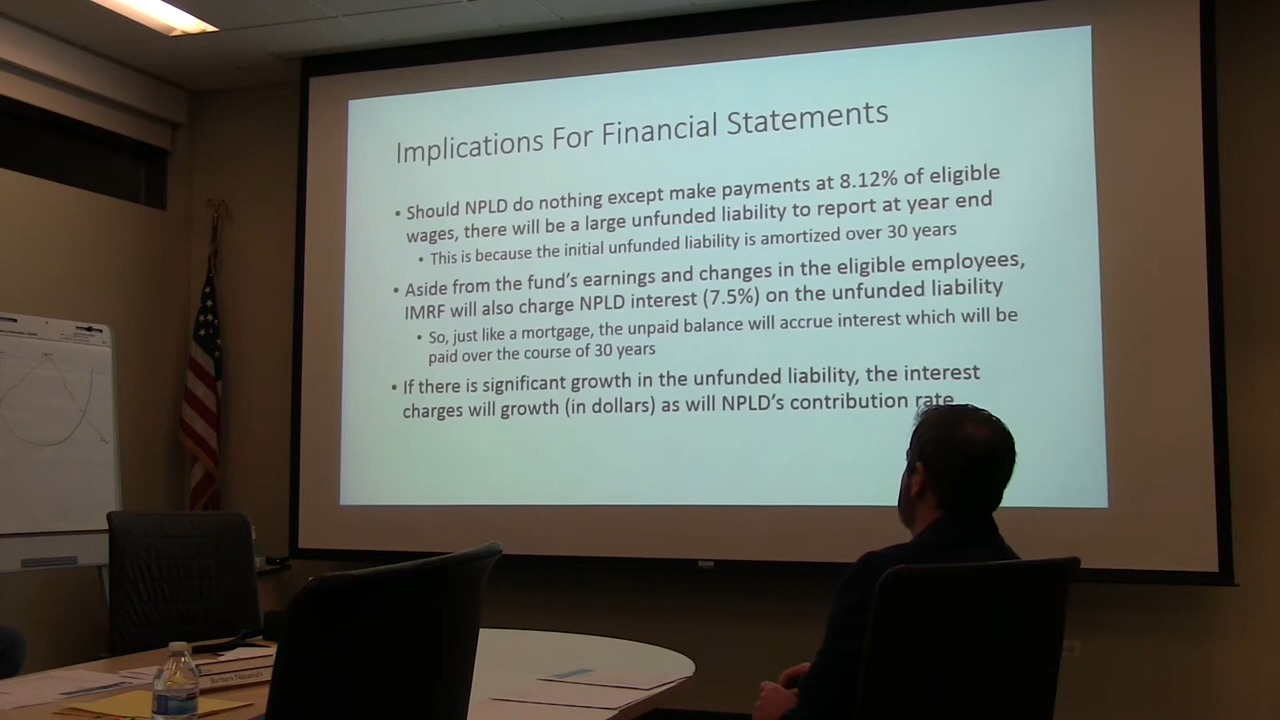 Implications For Financial Statements
• Should NPLD do nothing except make payments at 8.12% of eligible
wages, there will be a large unfunded liability to report at year end
• This is because the initial unfunded liability is amortized over 30 years
• Aside from the fund's earnings and changes in the eligible employees,
IMRF will also charge NPLD interest (7.5%) on the unfunded liability
• So, just like a mortgage, the unpaid balance will accrue interest which will be
paid over the course of 30 years
• If there is significant growth in the unfunded liability, the interest
charges will growth (in dollars) as will NPLD's contribution rate
Barbara